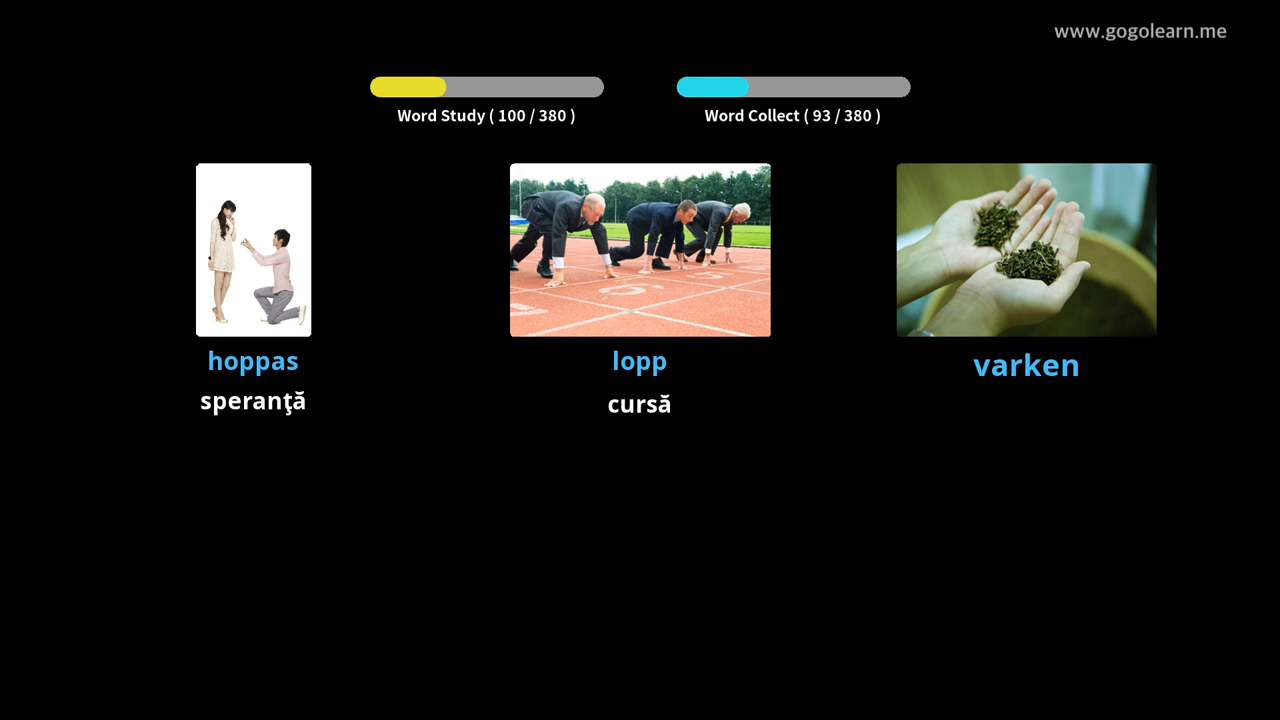 www.gogolearn.me
Word Study ( 100 / 380 )
Word Collect ( 93 / 380 )
hoppas
speranţă
lopp
cursă
varken